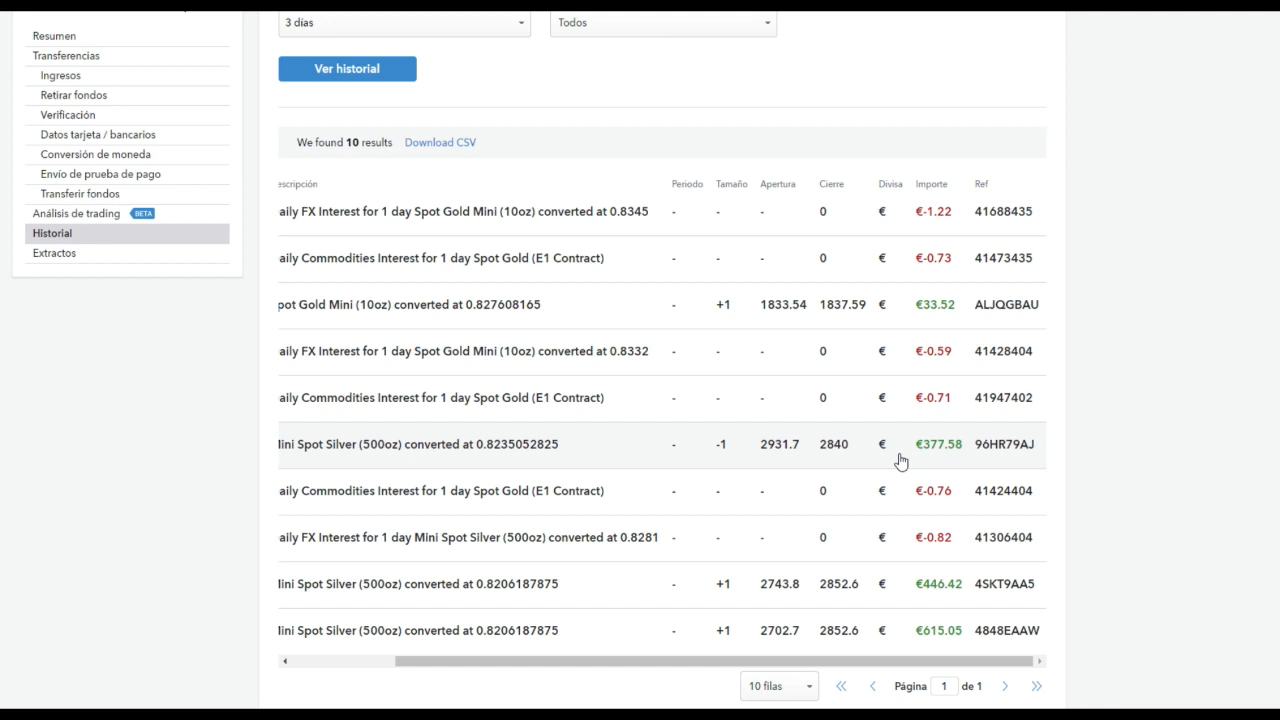 3 días Todos
Resumen
Transferencias
Ingresos
Retirar fondos
Verificación
Datos tarjeta / bancarios
Conversión de moneda
Envío de prueba de pago
Transferir fondos
Análisis de trading BETA
Historial
Extractos
Ver historial
We found 10 results Download CSV
escripción Periodo Tamaño Apertura Cierre Divisa Importe Ref
aily FX Interest for 1 day Spot Gold Mini (10oz) converted at 0.8345 - - - 0 € €-1.22 41688435
aily Commodities Interest for 1 day Spot Gold (E1 Contract) - - - 0 € €-0.73 41473435
pot Gold Mini (10oz) converted at 0.827608165 - +1 1833.54 1837.59 € €33.52 ALJQGBAU
aily FX Interest for 1 day Spot Gold Mini (10oz) converted at 0.8332 - - - 0 € €-0.59 41428404
aily Commodities Interest for 1 day Spot Gold (E1 Contract) - - - 0 € €-0.71 41947402
ini Spot Silver (500oz) converted at 0.8235052825 - -1 2931.7 2840 € €377.58 96HR79AJ
aily Commodities Interest for 1 day Spot Gold (E1 Contract) - - - 0 € €-0.76 41424404
aily FX Interest for 1 day Mini Spot Silver (500oz) converted at 0.8281 - - - 0 € €-0.82 41306404
ini Spot Silver (500oz) converted at 0.8206187875 - +1 2743.8 2852.6 € €446.42 4SKT9AA5
ini Spot Silver (500oz) converted at 0.8206187875 - +1 2702.7 2852.6 € €615.05 4848EAAW
10 filas Página 1 de 1